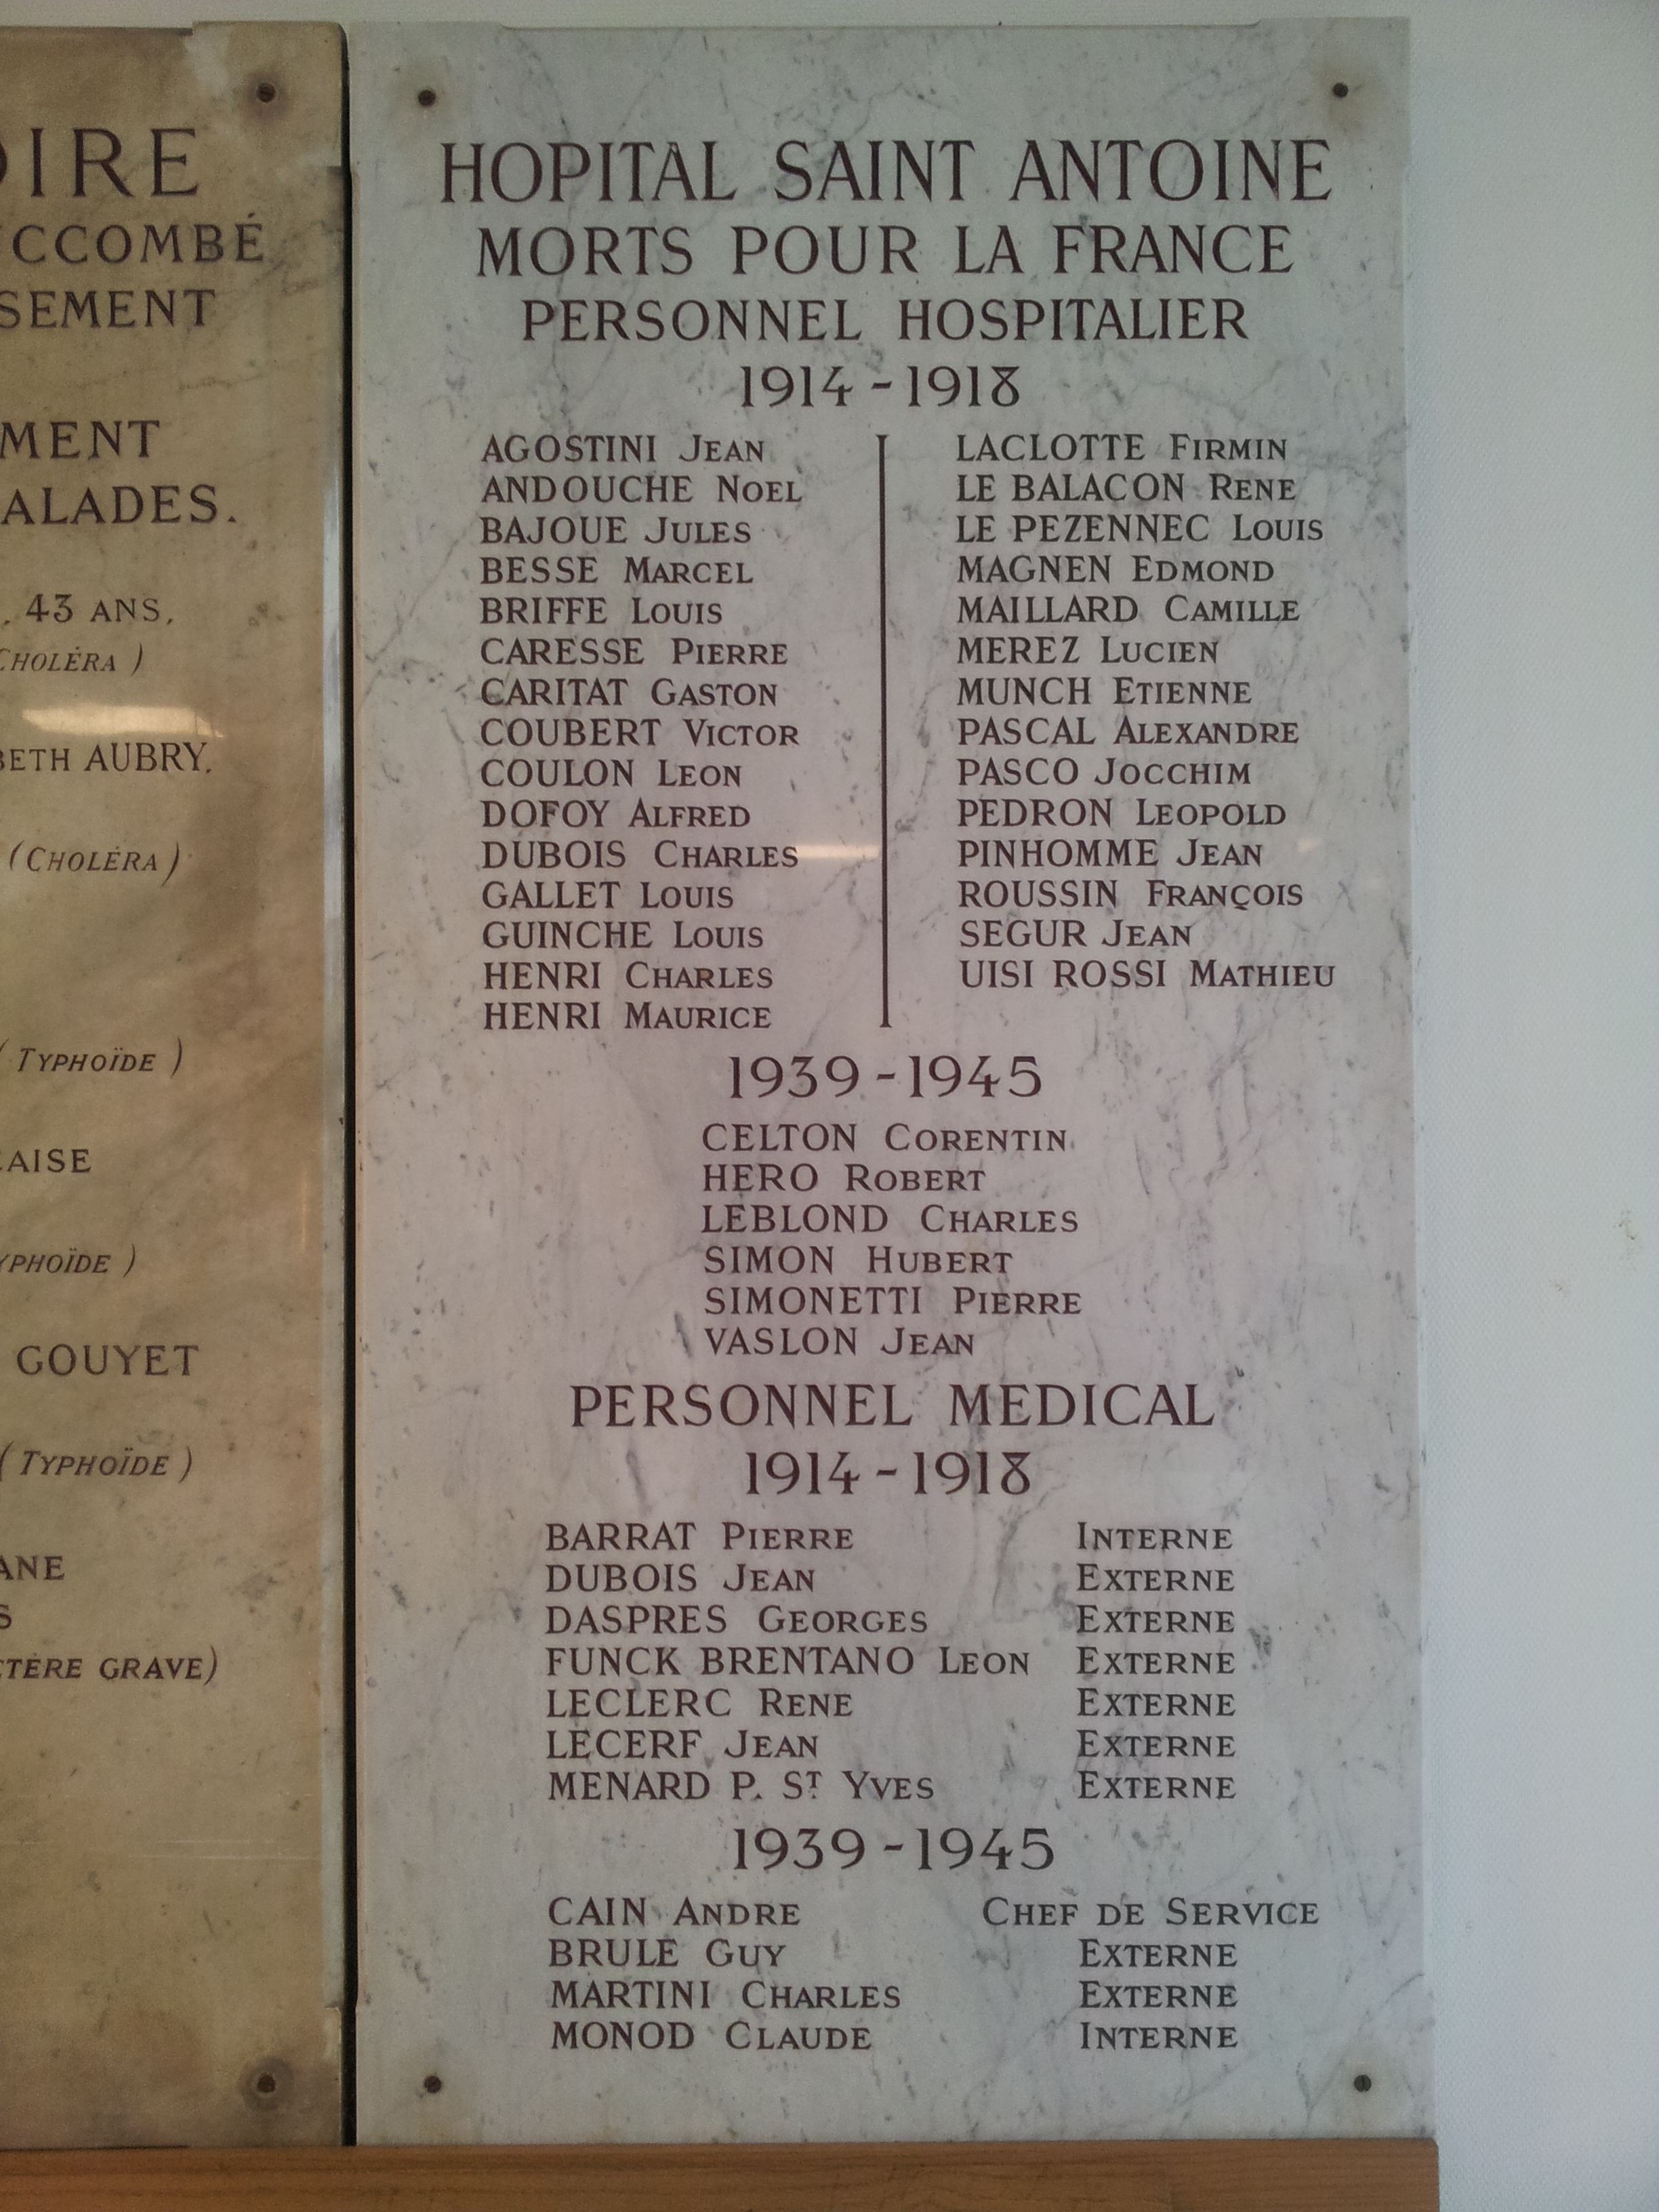 OIRE
UCCOMBÉ
SEMENT
MENT
ALADES.
. 43 ANS,
CHOLÉRA )
BETH AUBRY.
(CHOLÉRA)
( TYPHOÏDE )
ÇAISE
YPHOÏDE )
GOUYET
( TYPHOÏDE )
ANE
S
CTÈRE GRAVE)
HOPITAL SAINT ANTOINE
MORTS POUR LA FRANCE
PERSONNEL HOSPITALIER
1914-1918
AGOSTINI JEAN
ANDOUCHE NOEL
BAJOUE JULES
BESSE MARCEL
BRIFFE LOUIS
CARESSE PIERRE
CARITAT GASTON
COUBERT VICTOR
COULON LEON
DOFOY ALFRED
DUBOIS CHARLES
GALLET LOUIS
GUINCHE LOUIS
HENRI CHARLES
HENRI MAURICE
LACLOTTE FIRMIN
LE BALACON RENE
LE PEZENNEC LOUIS
MAGNEN EDMOND
MAILLARD CAMILLE
MEREZ LUCIEN
MUNCH ETIENNE
PASCAL ALEXANDRE
PASCO JOCCHIM
PEDRON LEOPOLD
PINHOMME JEAN
ROUSSIN FRANÇOIS
SEGUR JEAN
UISI ROSSI MATHIEU
1939-1945
CELTON CORENTIN
HERO ROBERT
LEBLOND CHARLES
SIMON HUBERT
SIMONETTI PIERRE
VASLON JEAN
PERSONNEL MEDICAL
1914-1918
BARRAT PIERRE INTERNE
DUBOIS JEAN EXTERNE
DASPRES GEORGES EXTERNE
FUNCK BRENTANO LEON EXTERNE
LECLERC RENE EXTERNE
LECERF JEAN EXTERNE
MENARD P. ST YVES EXTERNE
1939-1945
CAIN ANDRE CHEF DE SERVICE
BRULE GUY EXTERNE
MARTINI CHARLES EXTERNE
MONOD CLAUDE INTERNE